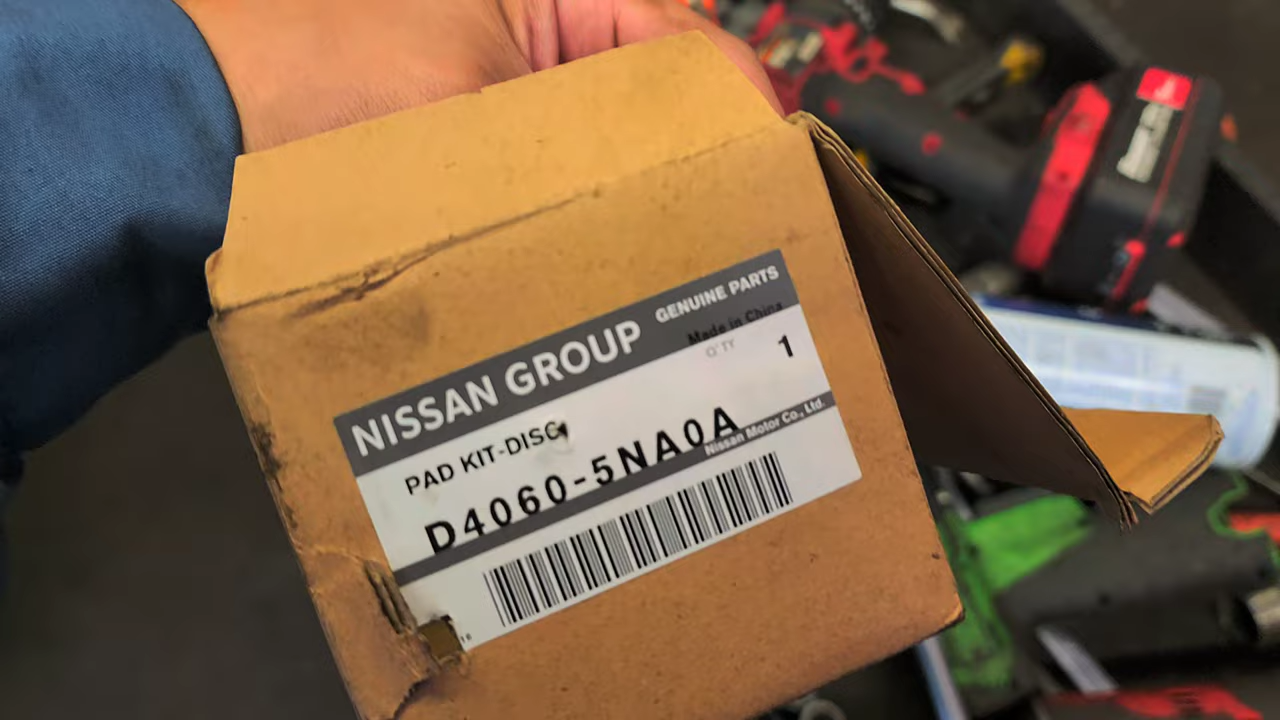 NISSAN GROUP GENUINE PARTS
Made in China
Q'TY 1
PAD KIT-DISC
D4060-5NA0A
Nissan Motor Co., Ltd.